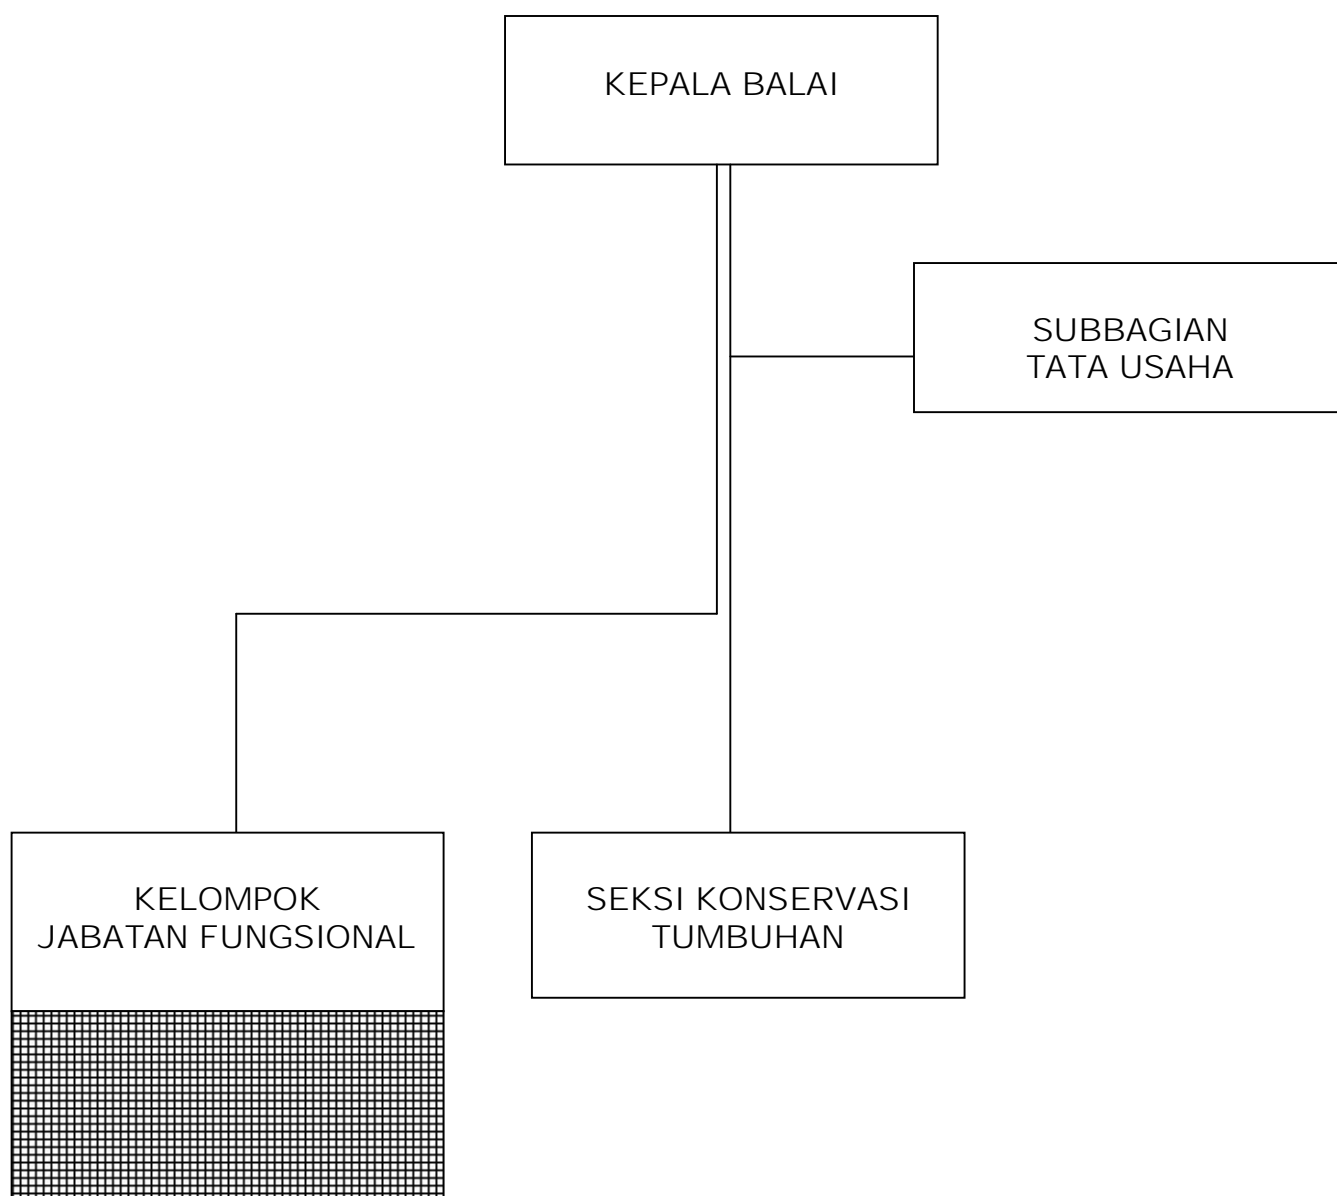 KEPALA BALAI
SUBBAGIAN
TATA USAHA
KELOMPOK
JABATAN FUNGSIONAL
SEKSI KONSERVASI
TUMBUHAN